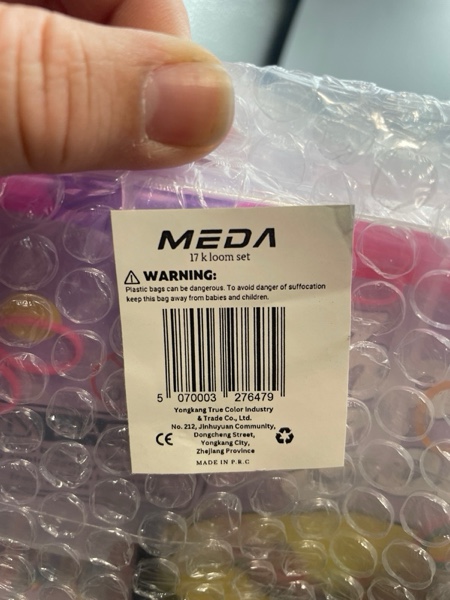 MEDA
17 k loom set
⚠ WARNING:
Plastic bags can be dangerous. To avoid danger of suffocation
keep this bag away from babies and children.
5 070003 276479
Yongkang True Color Industry
& Trade Co., Ltd.
No. 212, Jinhuyuan Community,
Dongcheng Street,
Yongkang City,
Zhejiang Province
CE
MADE IN P.R.C